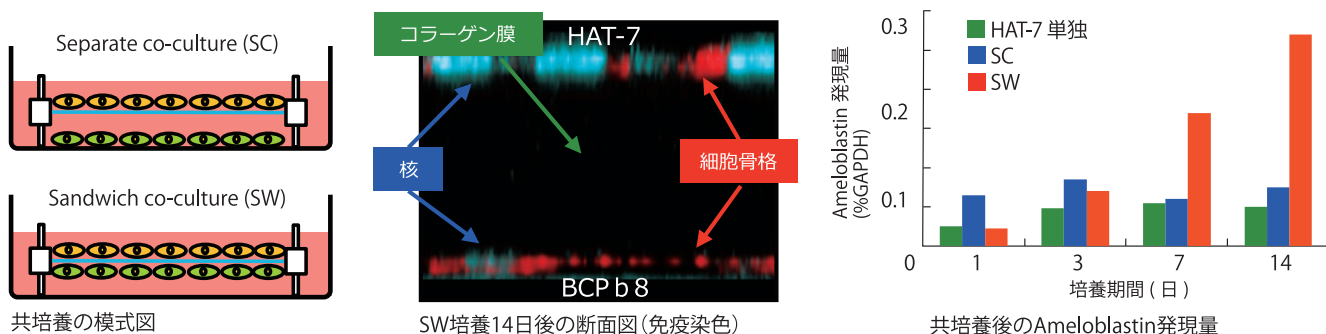 Separate co-culture (SC)
Sandwich co-culture (SW)
共培養の模式図
コラーゲン膜
HAT-7
核
細胞骨格
BCP b 8
SW培養14日後の断面図(免疫染色)
Ameloblastin 発現量
(%GAPDH)
0.3
0.2
0.1
0
HAT-7 単独
SC
SW
1 3 7 14
培養期間 ( 日 )
共培養後のAmeloblastin発現量